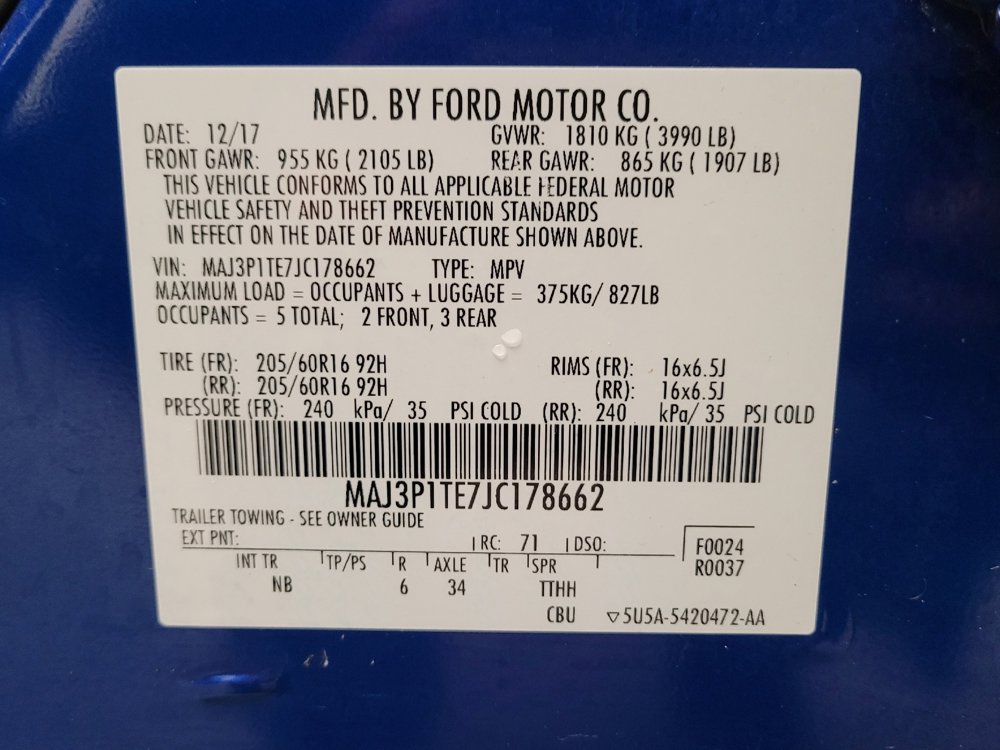 MFD. BY FORD MOTOR CO.
DATE: 12/17 GVWR: 1810 KG ( 3990 LB)
FRONT GAWR: 955 KG ( 2105 LB) REAR GAWR: 865 KG ( 1907 LB)
THIS VEHICLE CONFORMS TO ALL APPLICABLE FEDERAL MOTOR
VEHICLE SAFETY AND THEFT PREVENTION STANDARDS
IN EFFECT ON THE DATE OF MANUFACTURE SHOWN ABOVE.
VIN: MAJ3P1TE7JC178662 TYPE: MPV
MAXIMUM LOAD = OCCUPANTS + LUGGAGE = 375KG/ 827LB
OCCUPANTS = 5 TOTAL; 2 FRONT, 3 REAR
TIRE (FR): 205/60R16 92H RIMS (FR): 16x6.5J
(RR): 205/60R16 92H (RR): 16x6.5J
PRESSURE (FR): 240 kPa/ 35 PSI COLD (RR): 240 kPa/ 35 PSI COLD
MAJ3P1TE7JC178662
TRAILER TOWING - SEE OWNER GUIDE
EXT PNT: RC: 71 DSO: F0024
R0037
INT TR TP/PS R AXLE TR SPR
NB 6 34 TTHH
CBU ▽5U5A-5420472-AA